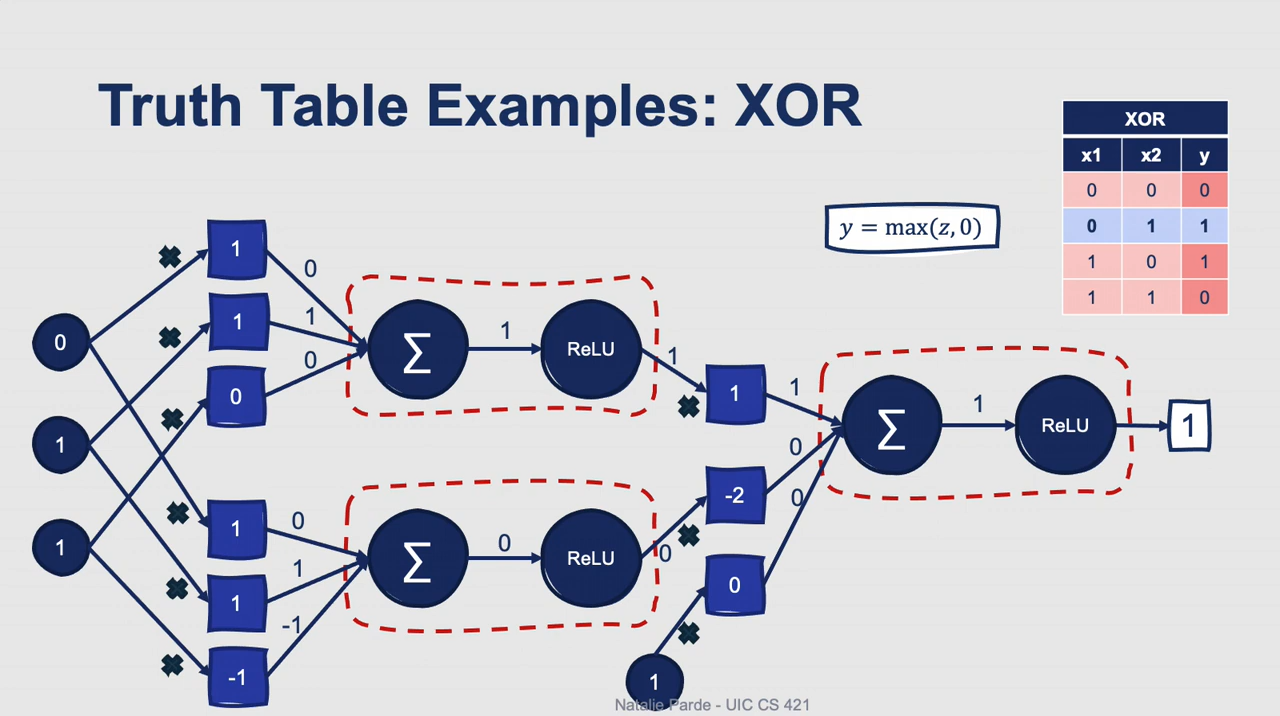 Truth Table Examples: XOR
XOR
x1 x2 y
0 0 0
0 1 1
1 0 1
1 1 0
y = max(z, 0)
0
1
1
1
1
0
1
1
-1
0
1
0
0
1
-1
∑
1
ReLU
1
∑
0
ReLU
0
1
-2
0
1
1
0
0
∑
1
ReLU
1
Natalie Parde - UIC CS 421